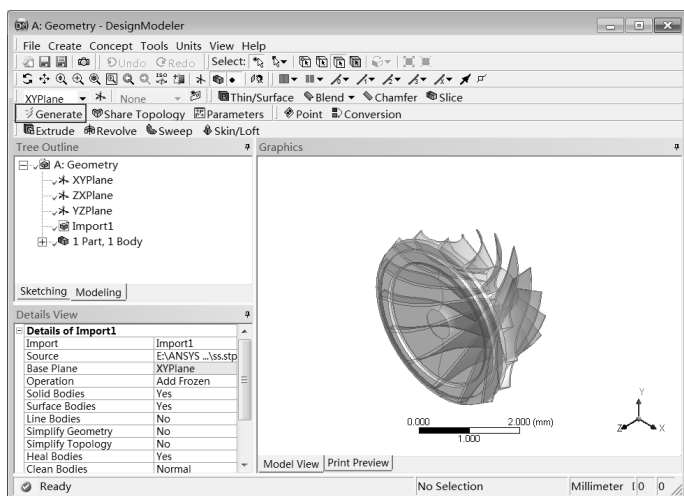 A: Geometry - DesignModeler
File Create Concept Tools Units View Help
Undo Redo Select:
XYPlane None Thin/Surface Blend Chamfer Slice
Generate Share Topology Parameters Point Conversion
Extrude Revolve Sweep Skin/Loft
Tree Outline
A: Geometry
XYPlane
ZXPlane
YZPlane
Import1
1 Part, 1 Body
Sketching Modeling
Details View
Details of Import1
Import Import1
Source E:\ANSYS ...\ss.stp
Base Plane XYPlane
Operation Add Frozen
Solid Bodies Yes
Surface Bodies Yes
Line Bodies No
Simplify Geometry No
Simplify Topology No
Heal Bodies Yes
Clean Bodies Normal
Graphics
0.000 2.000 (mm)
1.000
Y
Z X
Model View Print Preview
Ready No Selection Millimeter 0 0